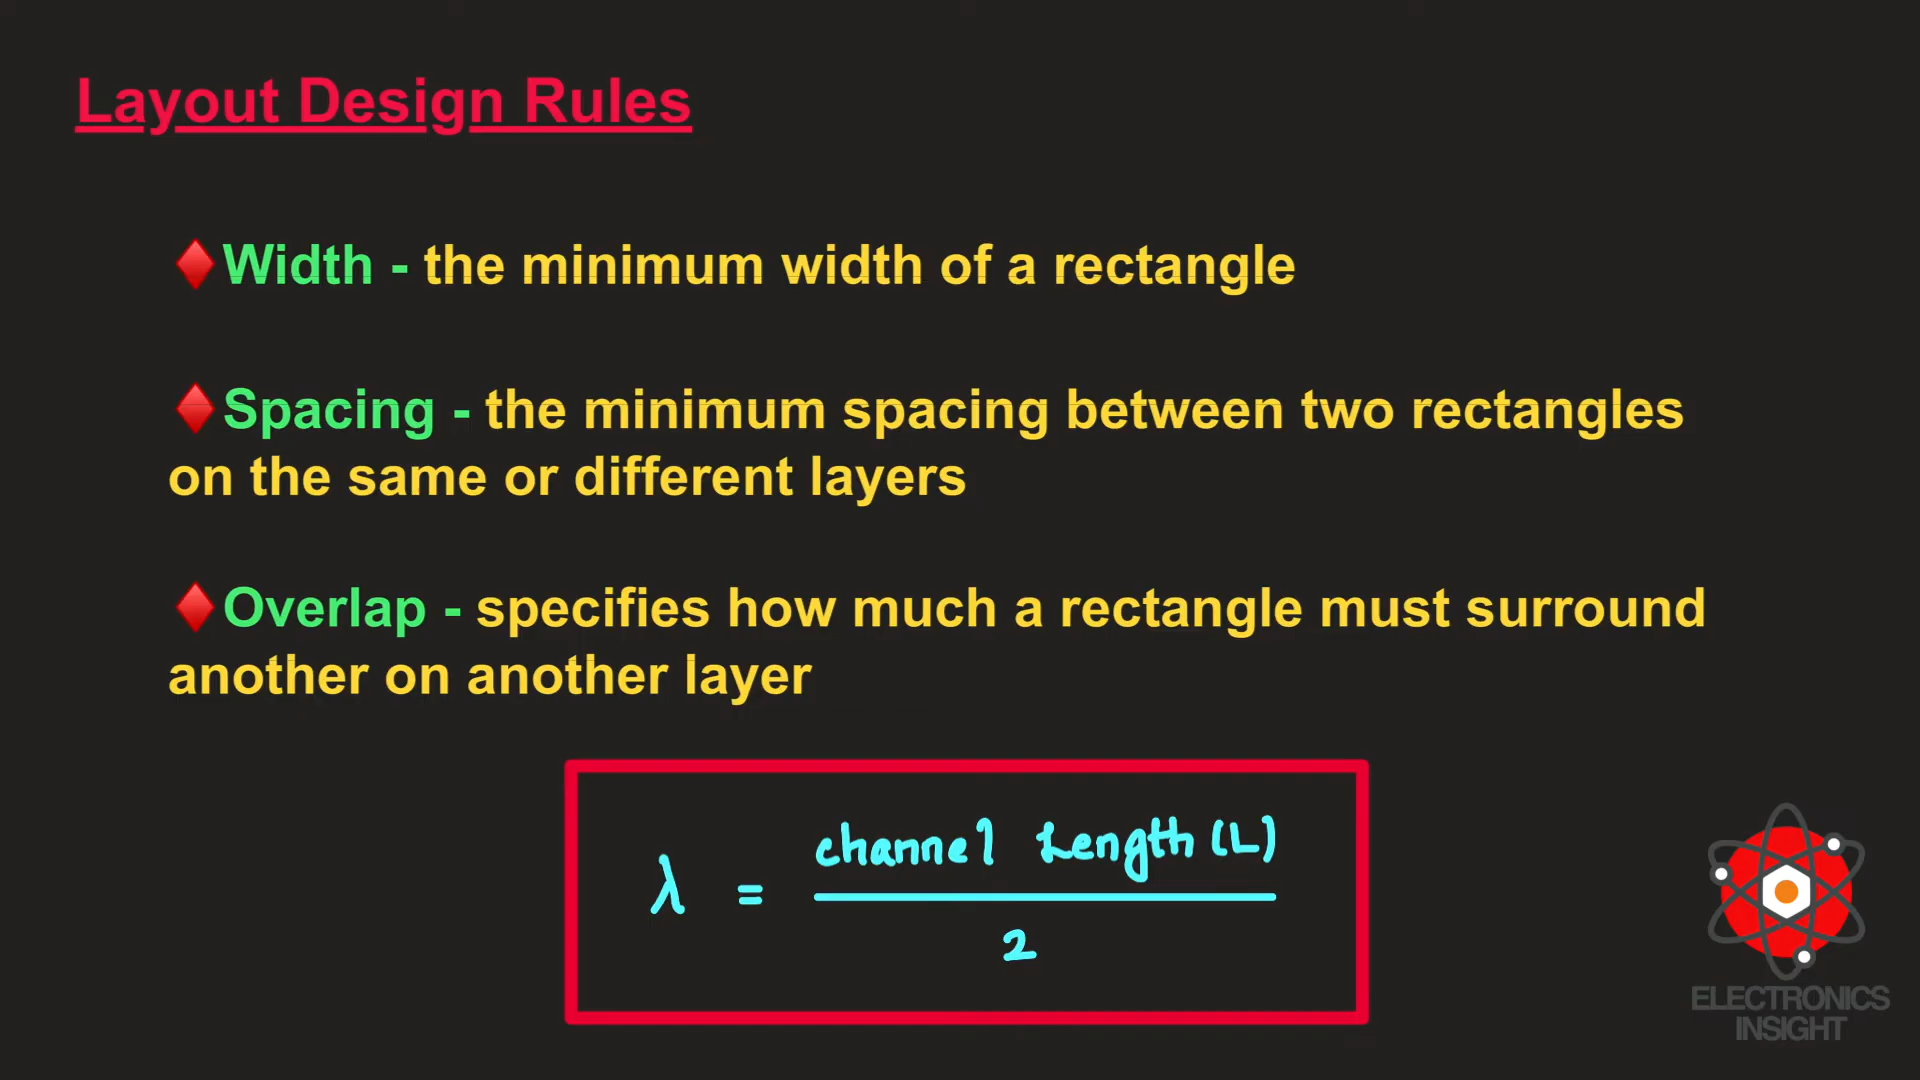 Layout Design Rules
Width - the minimum width of a rectangle
Spacing - the minimum spacing between two rectangles
on the same or different layers
Overlap - specifies how much a rectangle must surround
another on another layer
λ = channel Length (L)
2
ELECTRONICS
INSIGHT